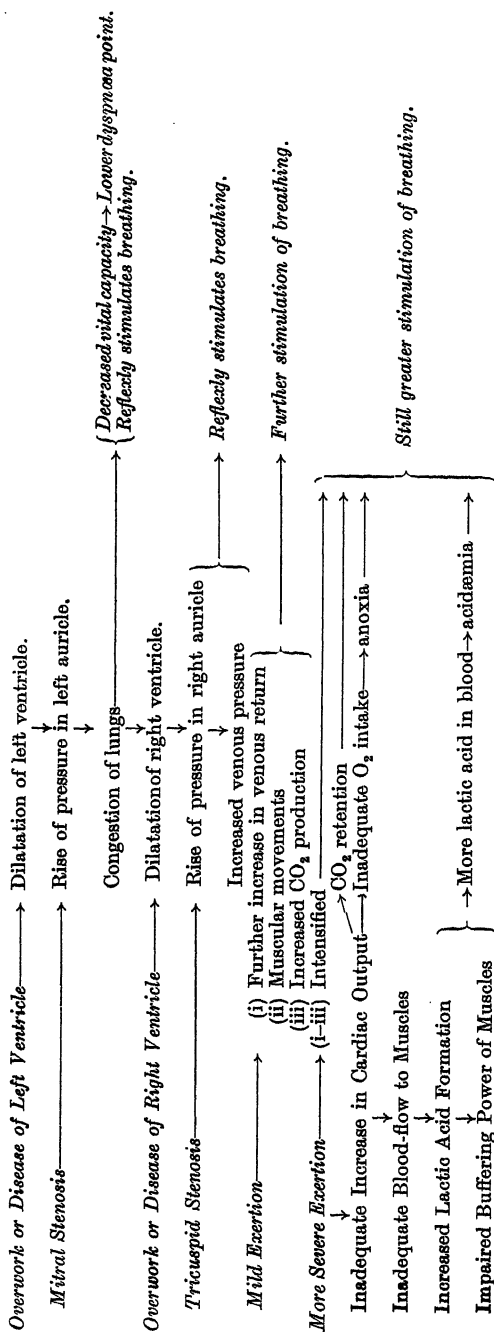 Overwork or Disease of Left Ventricle⟶Dilatation of left ventricle.
↓
Mitral Stenosis⟶Rise of pressure in left auricle.
↓
Congestion of lungs⟶{Decreased vital capacity→Lower dyspnœa point.
Reflexly stimulates breathing.
↓
Overwork or Disease of Right Ventricle⟶Dilatation of right ventricle.
↓
Tricuspid Stenosis⟶Rise of pressure in right auricle
↓
Increased venous pressure } ⟶Reflexly stimulates breathing.
Mild Exertion⟶(i) Further increase in venous return
(ii) Muscular movements
(iii) Increased CO₂ production } ⟶Further stimulation of breathing.
More Severe Exertion⟶(i–iii) Intensified⟶
↓
Inadequate Increase in Cardiac Output→CO₂ retention⟶
⟶Inadequate O₂ intake⟶anoxia⟶
↓
Inadequate Blood-flow to Muscles
↓
Increased Lactic Acid Formation
↓
Impaired Buffering Power of Muscles } →More lactic acid in blood→acidæmia⟶
} ⟶Still greater stimulation of breathing.